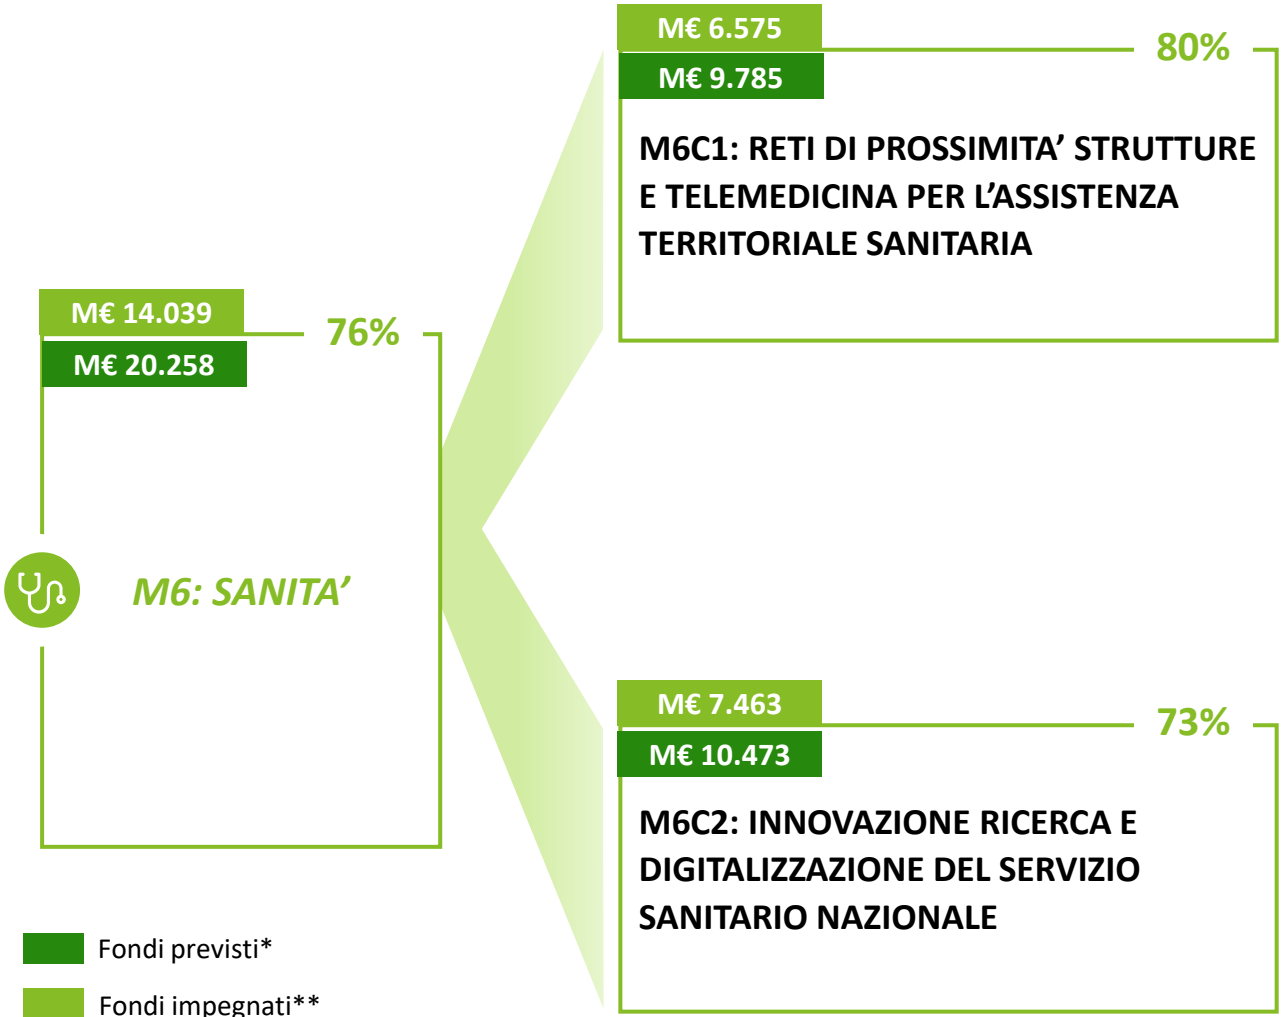 M€ 14.039
M€ 20.258
76%
M6: SANITA’
M€ 6.575
M€ 9.785
80%
M6C1: RETI DI PROSSIMITA’ STRUTTURE
E TELEMEDICINA PER L’ASSISTENZA
TERRITORIALE SANITARIA
M€ 7.463
M€ 10.473
73%
M6C2: INNOVAZIONE RICERCA E
DIGITALIZZAZIONE DEL SERVIZIO
SANITARIO NAZIONALE
Fondi previsti*
Fondi impegnati**